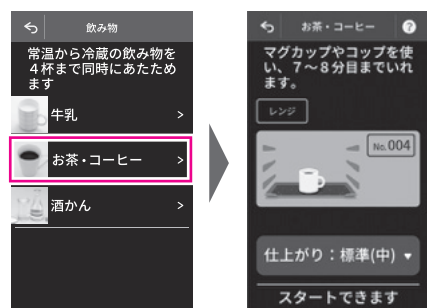 飲み物
常温から冷蔵の飲み物を
４杯まで同時にあたため
ます
牛乳
お茶・コーヒー
酒かん
お茶・コーヒー
マグカップやコップを使
い、７〜８分目までいれ
ます。
レンジ
No.004
仕上がり：標準(中)
スタートできます